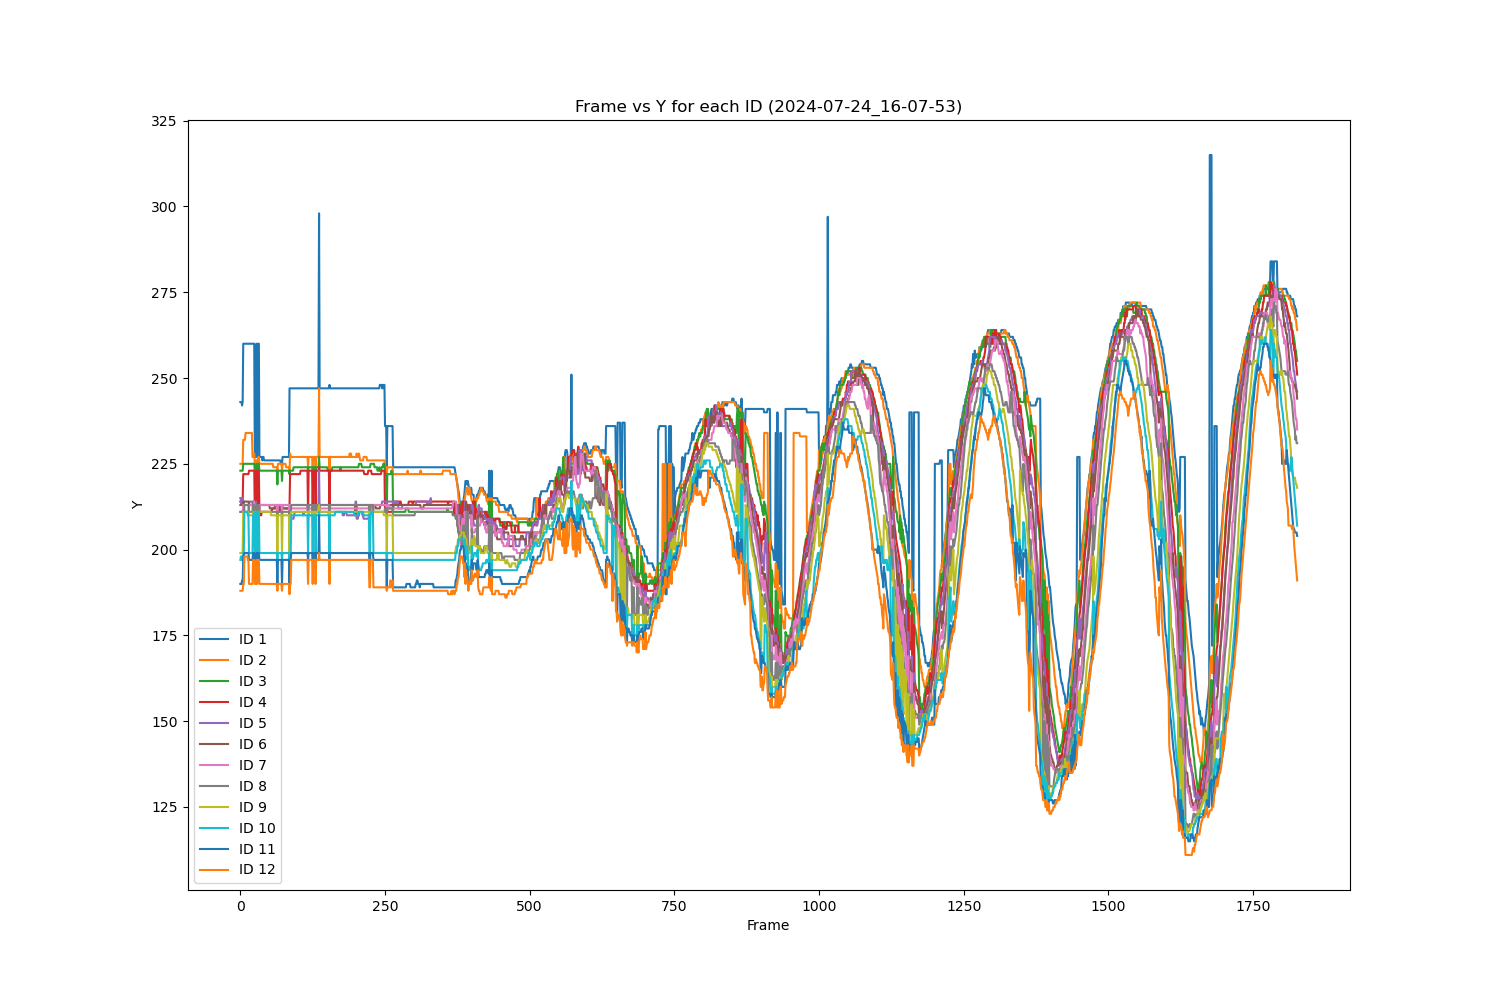 Frame vs Y for each ID (2024-07-24_16-07-53)
325
300
275
250
225
200
175
150
125
Y
ID 1
ID 2
ID 3
ID 4
ID 5
ID 6
ID 7
ID 8
ID 9
ID 10
ID 11
ID 12
0 250 500 750 1000 1250 1500 1750
Frame